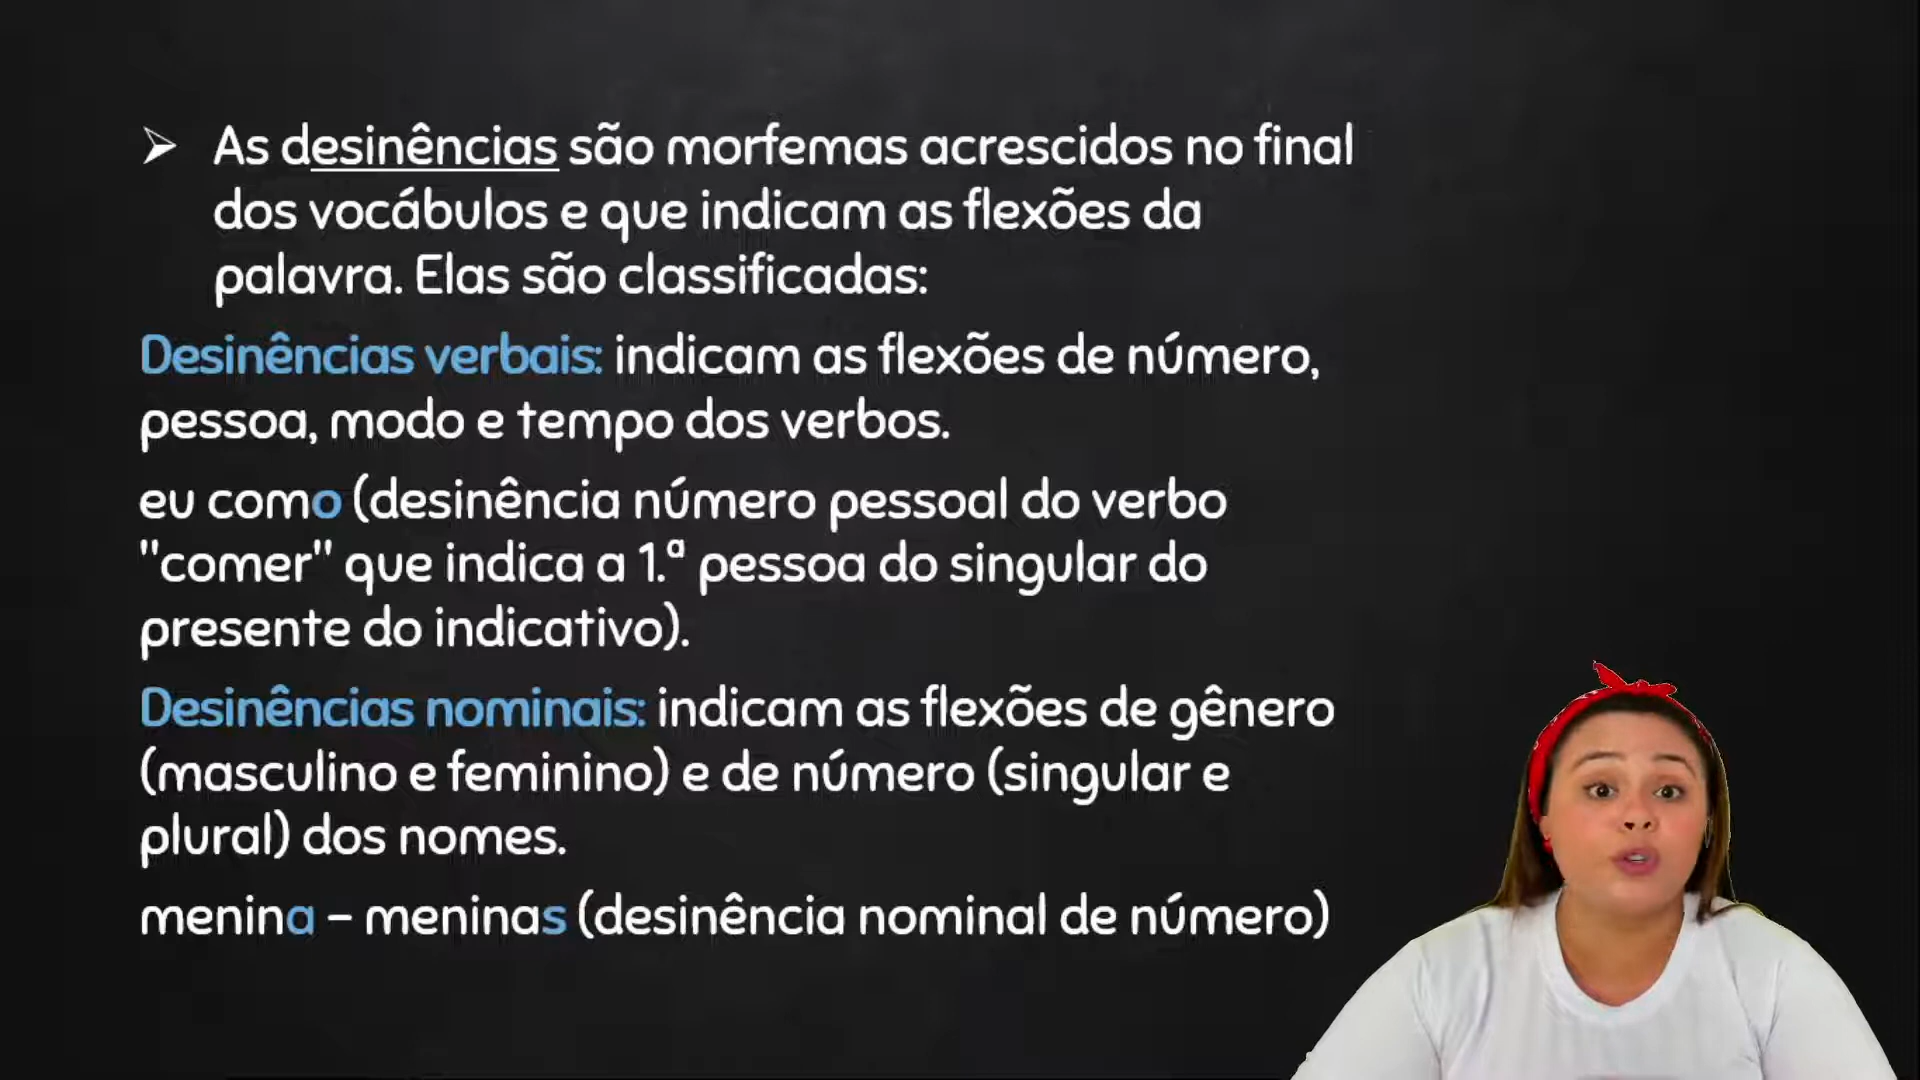 ➢ As desinências são morfemas acrescidos no final
dos vocábulos e que indicam as flexões da
palavra. Elas são classificadas:
Desinências verbais: indicam as flexões de número,
pessoa, modo e tempo dos verbos.
eu como (desinência número pessoal do verbo
"comer" que indica a 1.ª pessoa do singular do
presente do indicativo).
Desinências nominais: indicam as flexões de gênero
(masculino e feminino) e de número (singular e
plural) dos nomes.
menina – meninas (desinência nominal de número)